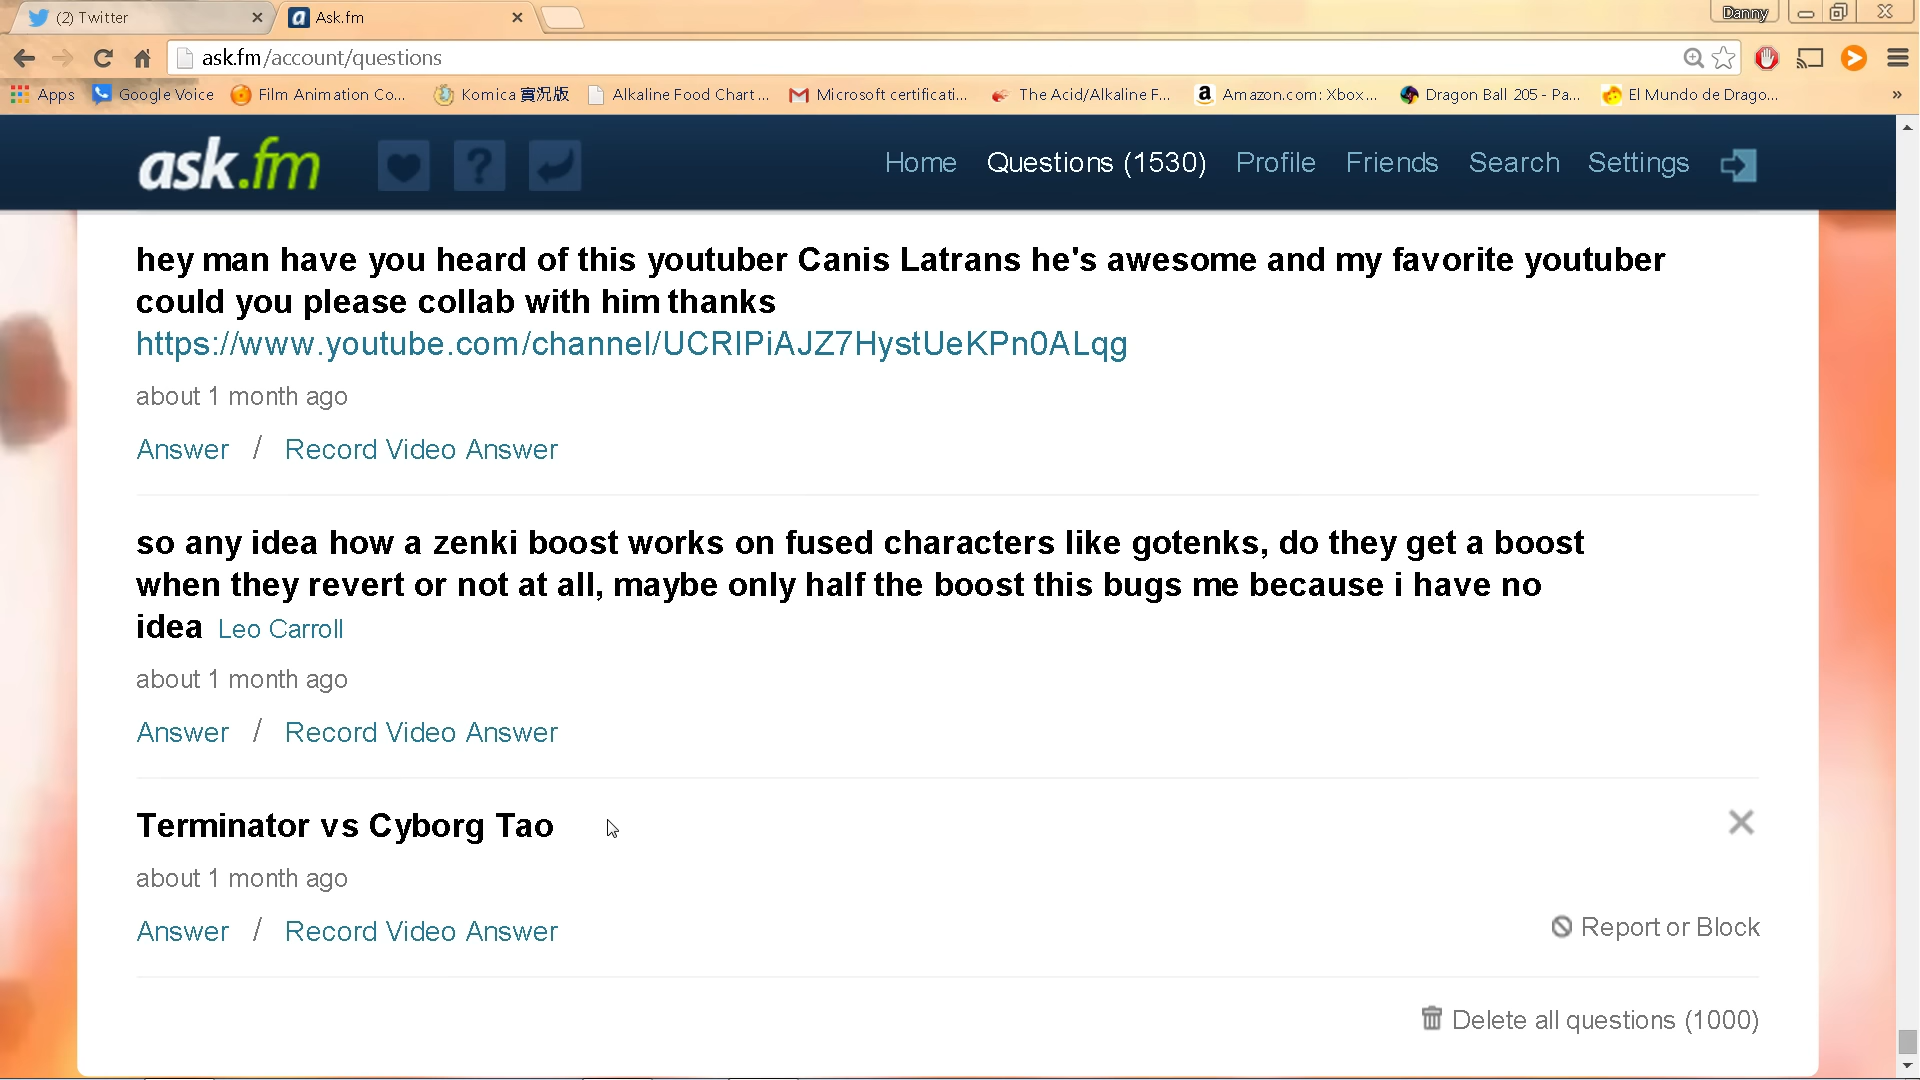 (2) Twitter
Ask.fm
Danny
ask.fm/account/questions
Apps
Google Voice
Film Animation Co...
Komica 實況版
Alkaline Food Chart ...
Microsoft certificati...
The Acid/Alkaline F...
Amazon.com: Xbox...
Dragon Ball 205 - Pa...
El Mundo de Drago...
»
ask.fm
Home
Questions (1530)
Profile
Friends
Search
Settings
hey man have you heard of this youtuber Canis Latrans he's awesome and my favorite youtuber
could you please collab with him thanks
https://www.youtube.com/channel/UCRIPiAJZ7HystUeKPn0ALqg
about 1 month ago
Answer / Record Video Answer
so any idea how a zenki boost works on fused characters like gotenks, do they get a boost
when they revert or not at all, maybe only half the boost this bugs me because i have no
idea Leo Carroll
about 1 month ago
Answer / Record Video Answer
Terminator vs Cyborg Tao
about 1 month ago
Answer / Record Video Answer
Report or Block
Delete all questions (1000)